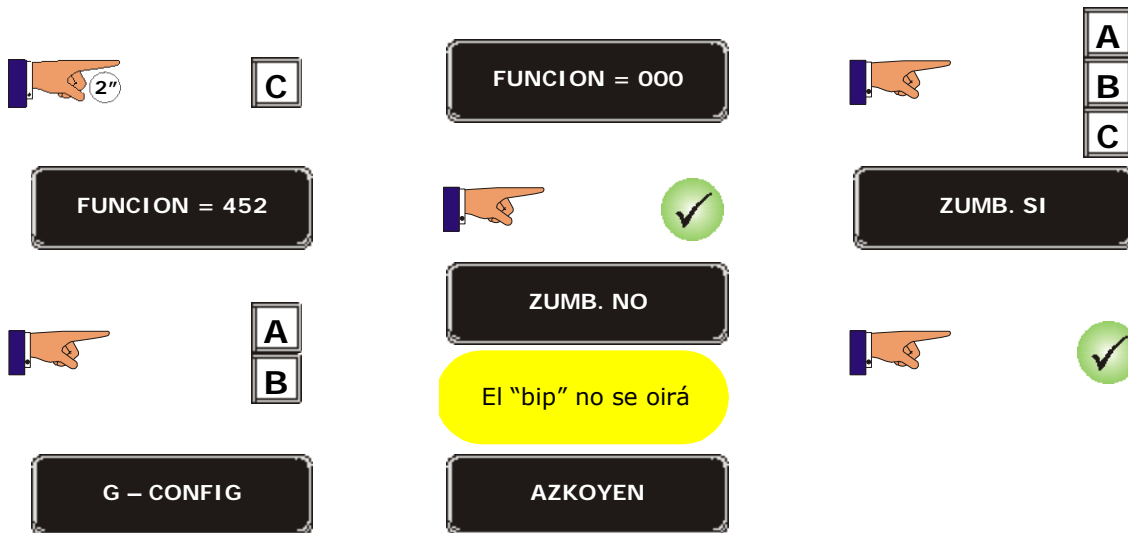 2”
C
FUNCION = 000
A
B
C
FUNCION = 452
ZUMB. SI
A
B
ZUMB. NO
El “bip” no se oirá
G – CONFIG
AZKOYEN